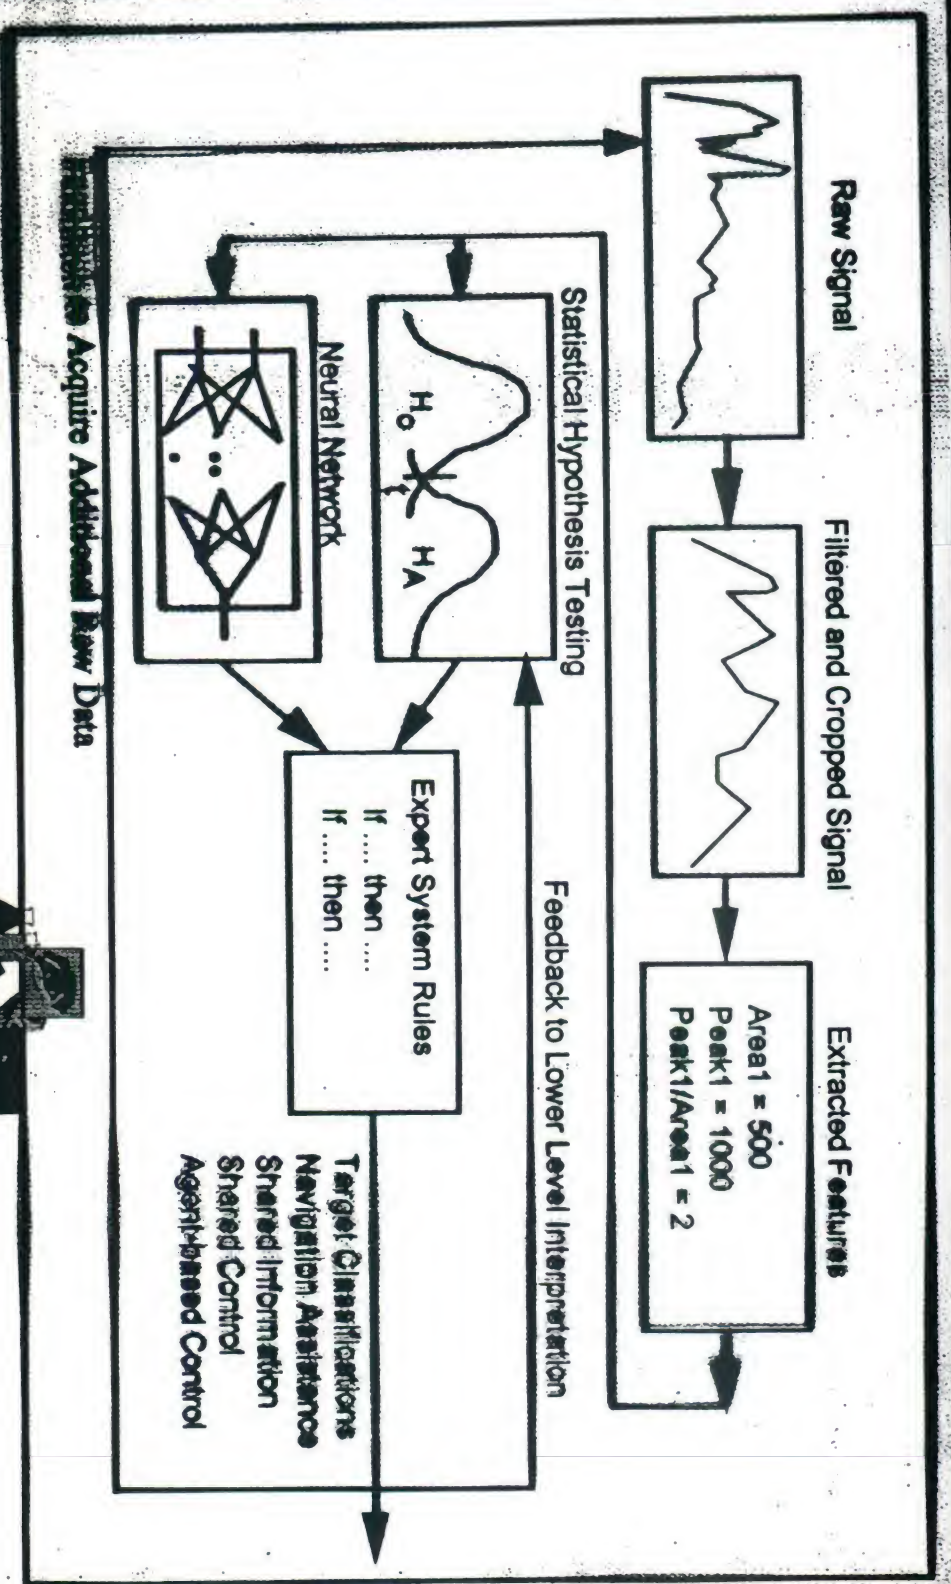 Raw Signal
Filtered and Cropped Signal
Extracted Features
Area1 = 500
Peak1 = 1000
Peak1/Area1 = 2
Statistical Hypothesis Testing
Feedback to Lower Level Interpretation
H₀
H_A
Neural Network
Expert System Rules
If .... then ....
If .... then ....
Target Classifications
Navigation Assistance
Shared Information
Shared Control
Agent-based Control
to Acquire Additional Raw Data